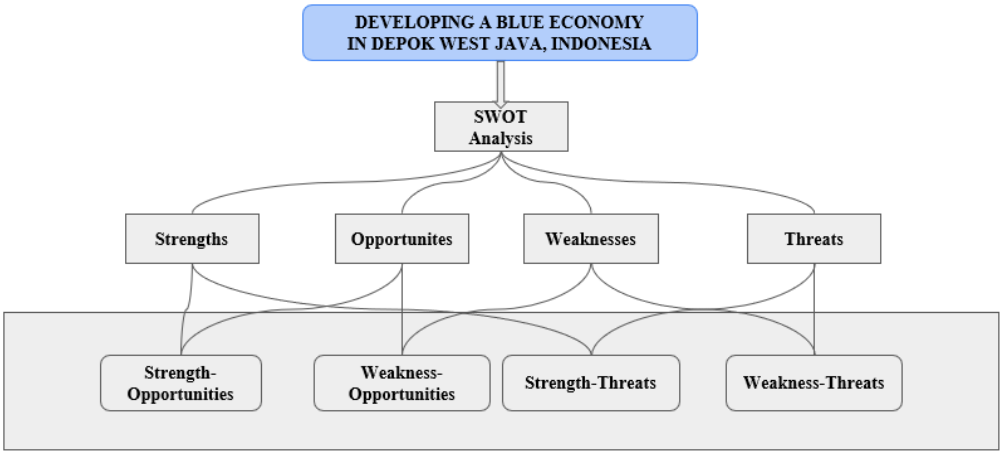 DEVELOPING A BLUE ECONOMY
IN DEPOK WEST JAVA, INDONESIA
SWOT
Analysis
Strengths
Opportunites
Weaknesses
Threats
Strength-
Opportunities
Weakness-
Opportunities
Strength-Threats
Weakness-Threats